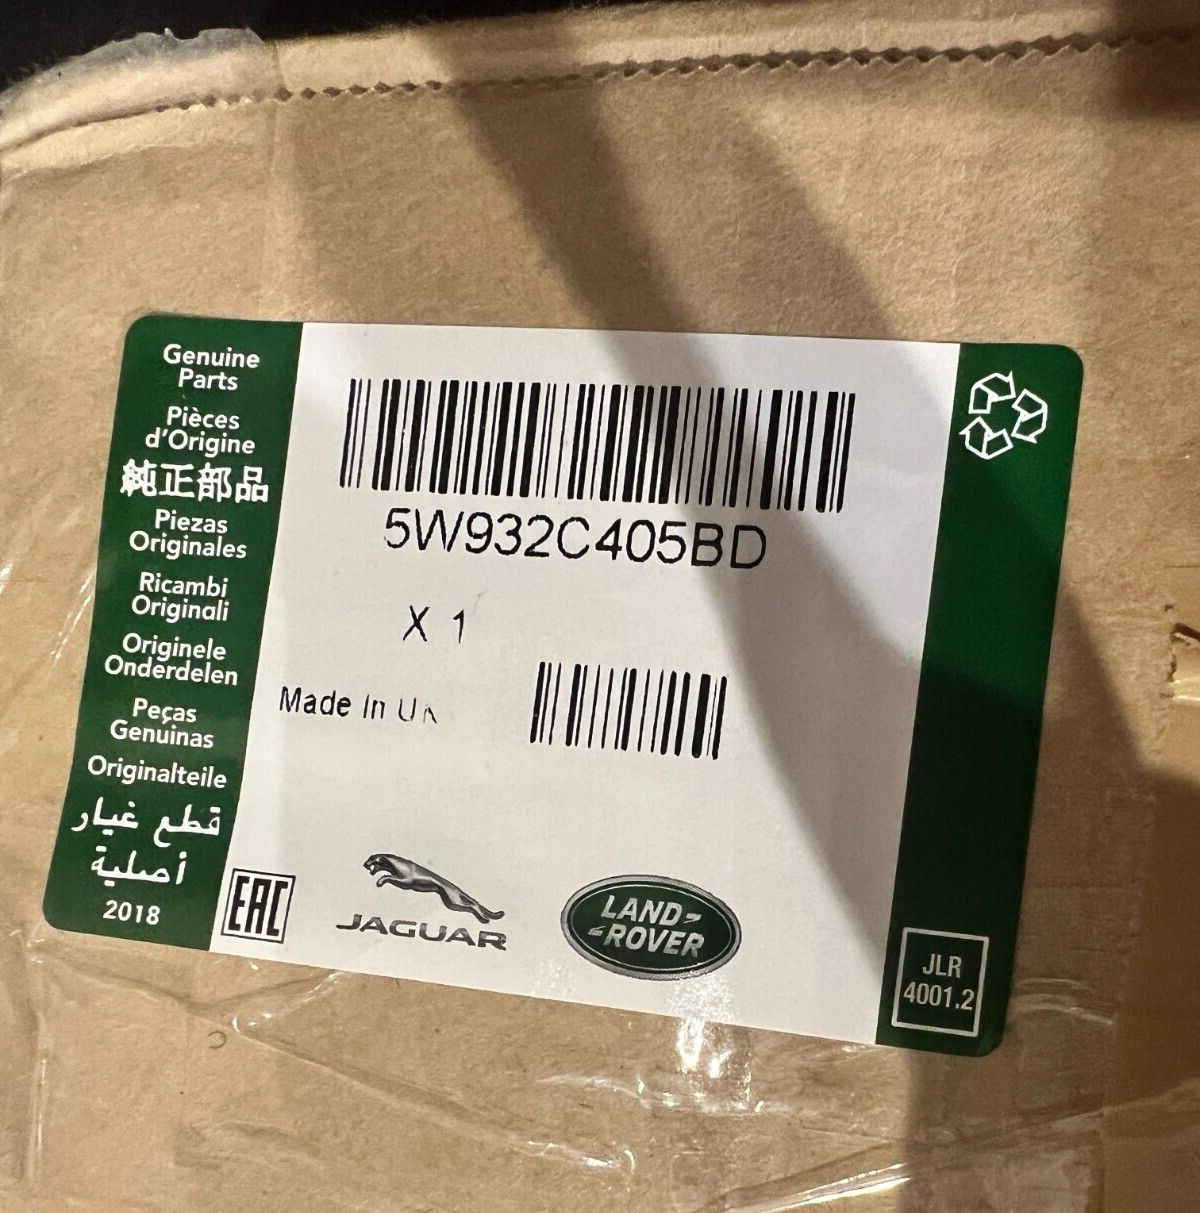 Genuine
Parts
Pièces
d'Origine
純正部品
Piezas
Originales
Ricambi
Originali
Originele
Onderdelen
Peças
Genuinas
Originalteile
قطع غيار
أصلية
2018
5W932C405BD
X 1
Made In UK
EAC
JAGUAR
LAND-
-ROVER
JLR
4001.2